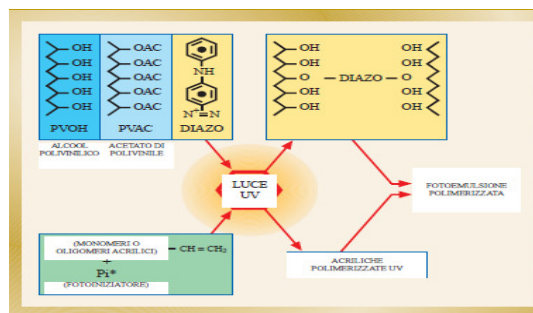 OH
OH
OH
OH
OH
PVOH
ALCOOL
POLIVINILICO
OAC
OAC
OAC
OAC
OAC
PVAC
ACETATO DI
POLIVINILE
NH
N⁺≡N
DIAZO
OH
OH
O — DIAZO — O
OH
OH
OH
OH
OH
OH
LUCE
UV
FOTOEMULSIONE
POLIMERIZZATA
(MONOMERI O
OLIGOMERI ACRILICI)
— CH = CH₂
+
Pi*
(FOTOINIZIATORE)
ACRILICHE
POLIMERIZZATE UV